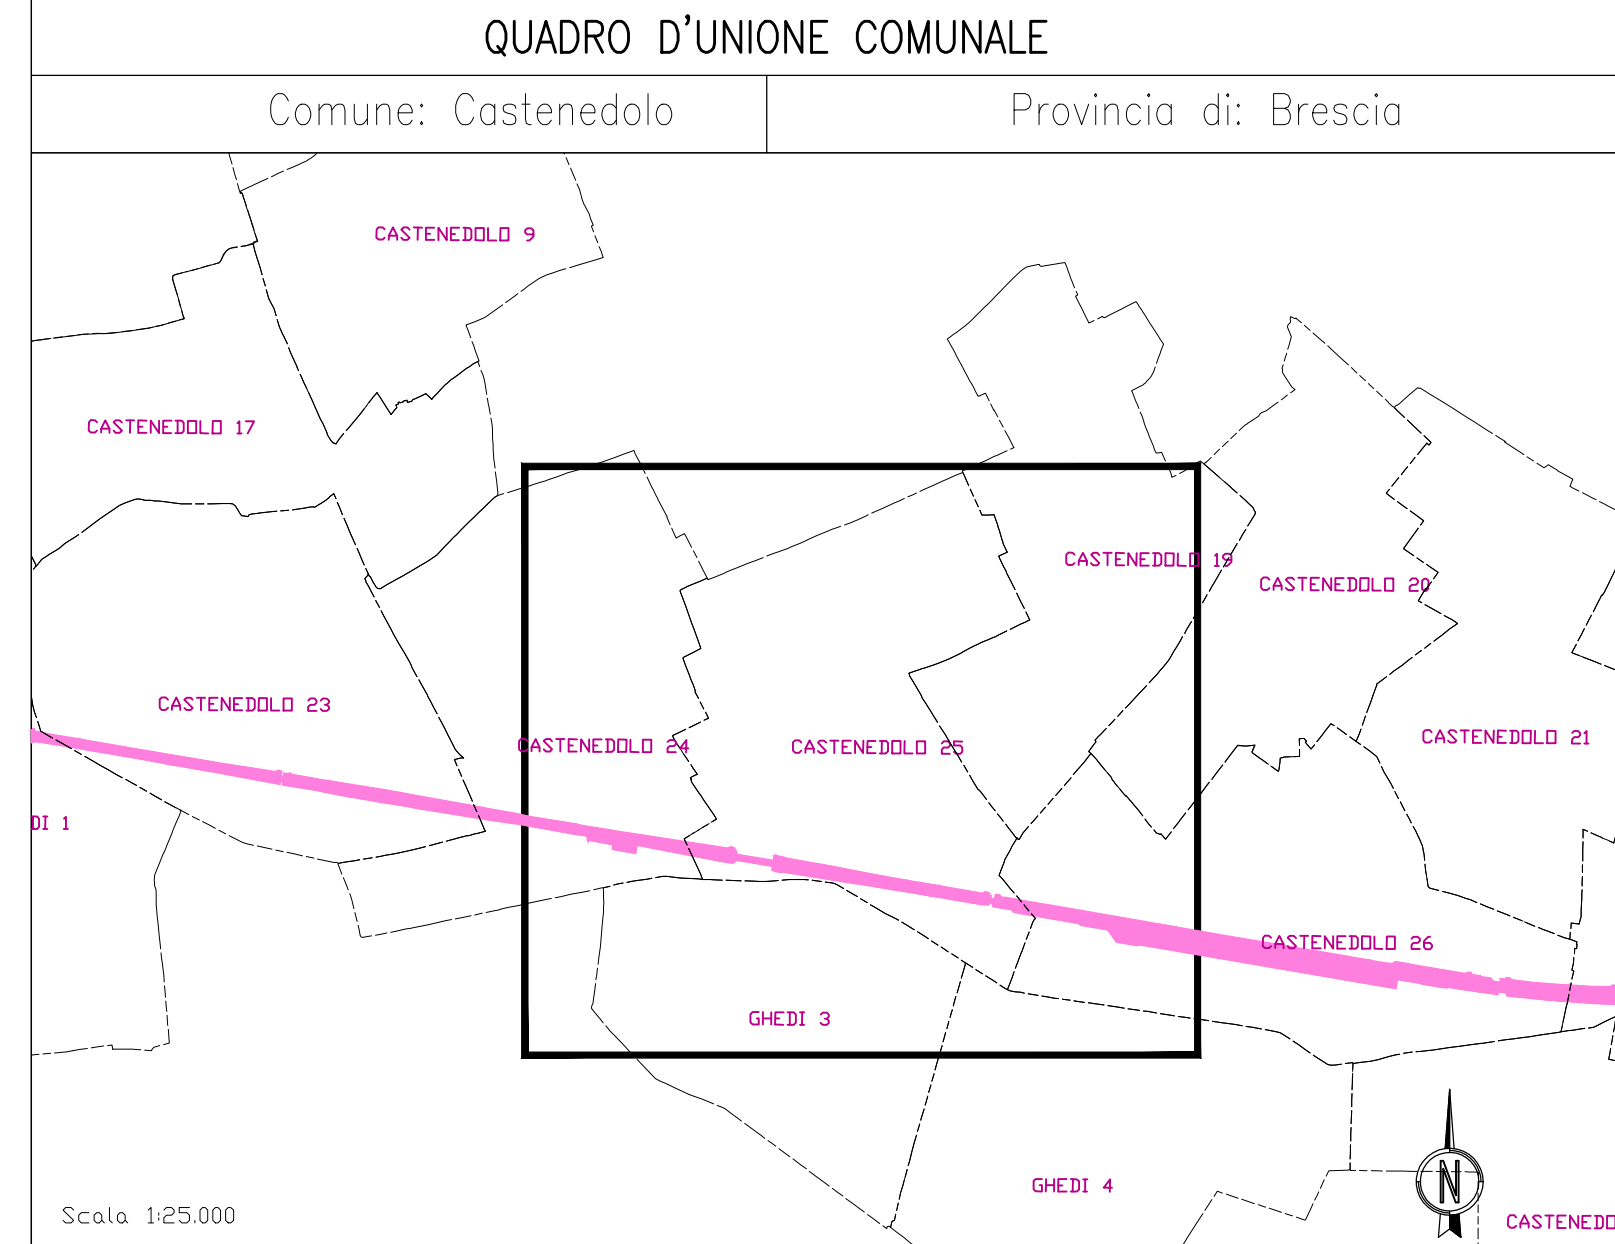 QUADRO D'UNIONE COMUNALE
Comune: Castenedolo
Provincia di: Brescia
CASTENEDOLO 9
CASTENEDOLO 17
CASTENEDOLO 19
CASTENEDOLO 20
CASTENEDOLO 23
CASTENEDOLO 24
CASTENEDOLO 25
CASTENEDOLO 21
DI 1
CASTENEDOLO 26
GHEDI 3
GHEDI 4
N
Scala 1:25.000
CASTENEDO